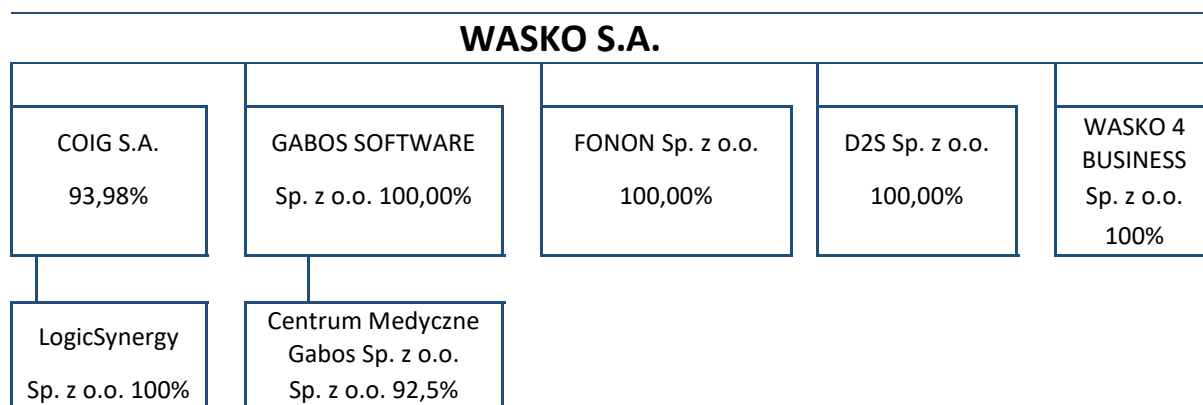 WASKO S.A.
COIG S.A.
93,98%
GABOS SOFTWARE
Sp. z o.o. 100,00%
FONON Sp. z o.o.
100,00%
D2S Sp. z o.o.
100,00%
WASKO 4
BUSINESS
Sp. z o.o.
100%
LogicSynergy
Sp. z o.o. 100%
Centrum Medyczne
Gabos Sp. z o.o.
Sp. z o.o. 92,5%